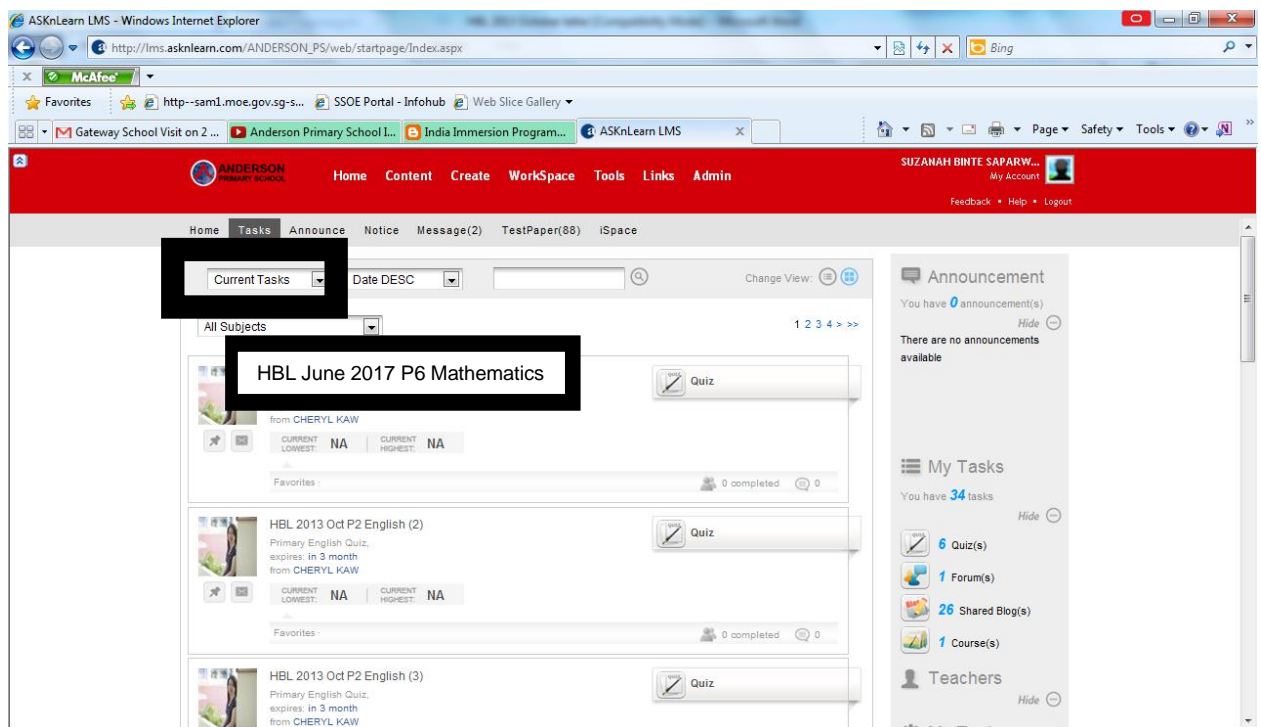 ASKnLearn LMS - Windows Internet Explorer
http://lms.asknlearn.com/ANDERSON_PS/web/startpage/Index.aspx
Bing
x McAfee
Favorites http--sam1.moe.gov.sg-s... SSOE Portal - Infohub Web Slice Gallery
Gateway School Visit on 2 ... Anderson Primary School I... India Immersion Program... ASKnLearn LMS x Page Safety Tools
ANDERSON
PRIMARY SCHOOL
Home Content Create WorkSpace Tools Links Admin
SUZANAH BINTE SAPARW...
My Account
Feedback • Help • Logout
Home Tasks Announce Notice Message(2) TestPaper(88) iSpace
Current Tasks Date DESC Change View:
All Subjects 1 2 3 4 > >>
HBL June 2017 P6 Mathematics
Quiz
from CHERYL KAW
CURRENT LOWEST: NA CURRENT HIGHEST: NA
Favorites ·
0 completed 0
HBL 2013 Oct P2 English (2)
Quiz
Primary English Quiz,
expires: in 3 month
from CHERYL KAW
CURRENT LOWEST: NA CURRENT HIGHEST: NA
Favorites ·
0 completed 0
HBL 2013 Oct P2 English (3)
Quiz
Primary English Quiz,
expires: in 3 month
from CHERYL KAW
Announcement
You have 0 announcement(s)
Hide
There are no announcements
available
My Tasks
You have 34 tasks
Hide
6 Quiz(s)
1 Forum(s)
26 Shared Blog(s)
1 Course(s)
Teachers
Hide